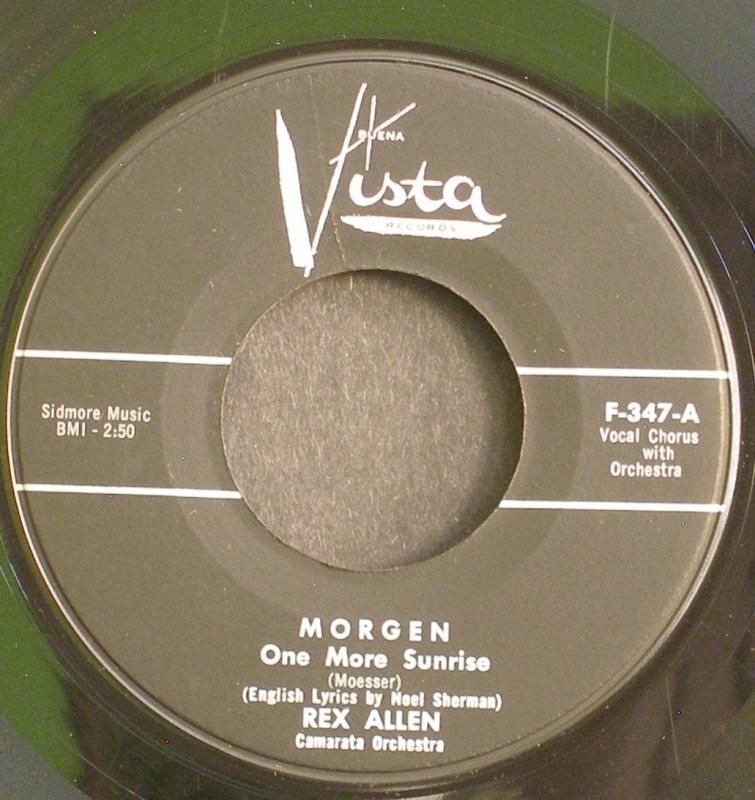 BUENA
Vista
RECORDS
Sidmore Music
BMI - 2:50
F-347-A
Vocal Chorus
with
Orchestra
MORGEN
One More Sunrise
(Moesser)
(English Lyrics by Noel Sherman)
REX ALLEN
Camarata Orchestra